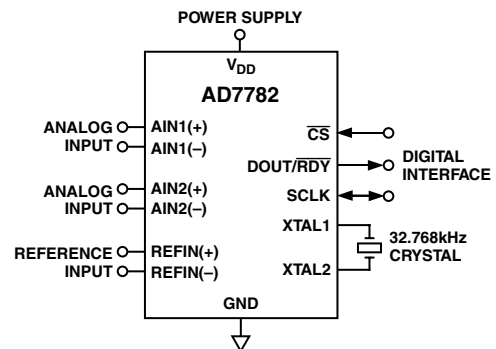 POWER SUPPLY
V_DD
AD7782
ANALOG
INPUT
AIN1(+)
AIN1(–)
ANALOG
INPUT
AIN2(+)
AIN2(–)
REFERENCE
INPUT
REFIN(+)
REFIN(–)
CS
DOUT/RDY
SCLK
DIGITAL
INTERFACE
XTAL1
XTAL2
32.768kHz
CRYSTAL
GND